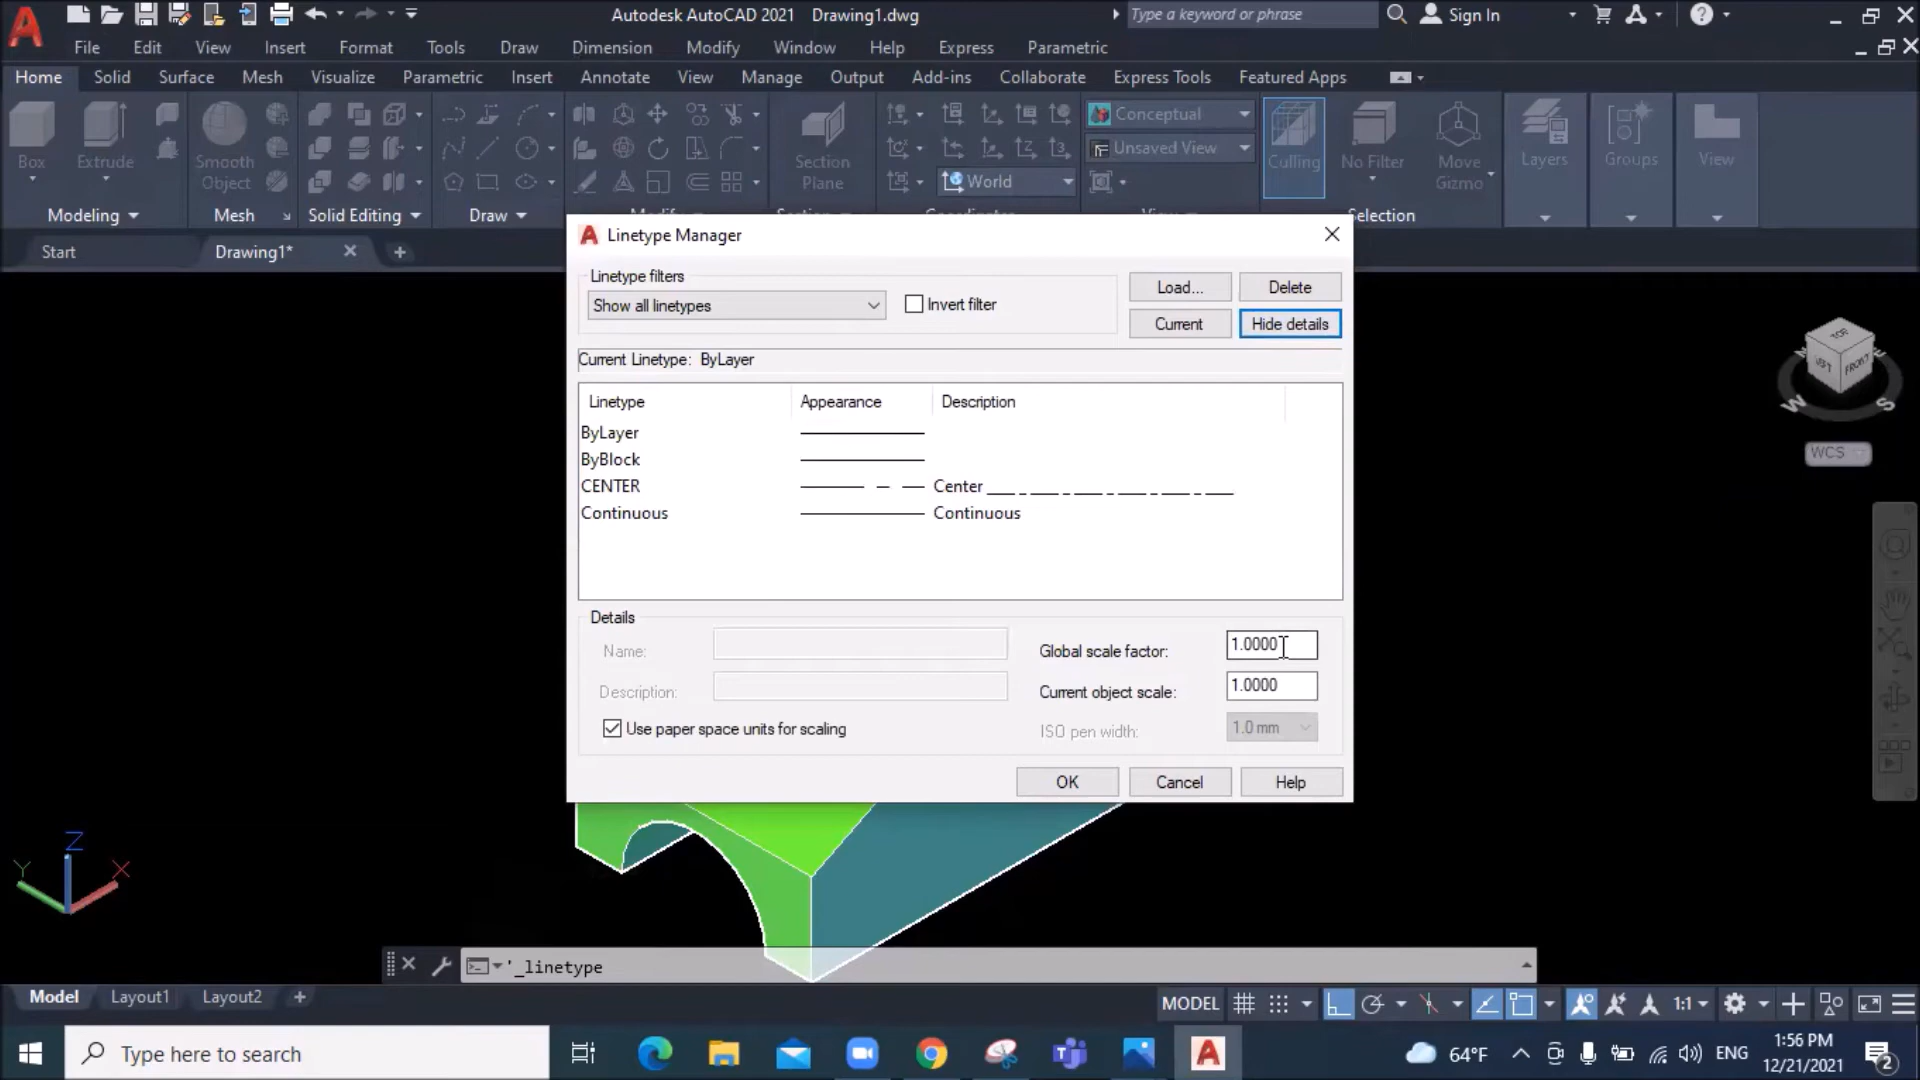 Autodesk AutoCAD 2021 Drawing1.dwg
Type a keyword or phrase
Sign In
File Edit View Insert Format Tools Draw Dimension Modify Window Help Express Parametric
Home Solid Surface Mesh Visualize Parametric Insert Annotate View Manage Output Add-ins Collaborate Express Tools Featured Apps
Box
Extrude
Smooth Object
Section Plane
World
Conceptual
Unsaved View
Culling
No Filter
Move Gizmo
Layers
Groups
View
Modeling
Mesh
Solid Editing
Draw
Selection
Start
Drawing1*
Linetype Manager
Linetype filters
Show all linetypes
Invert filter
Load...
Delete
Current
Hide details
Current Linetype: ByLayer
Linetype Appearance Description
ByLayer
ByBlock
CENTER Center
Continuous Continuous
Details
Name:
Description:
Use paper space units for scaling
Global scale factor: 1.0000
Current object scale: 1.0000
ISO pen width: 1.0 mm
OK
Cancel
Help
TOP
LEFT
FRONT
W
S
WCS
Z
Y
X
'_linetype
Model
Layout1
Layout2
MODEL
1:1
Type here to search
64°F
ENG
1:56 PM
12/21/2021
2